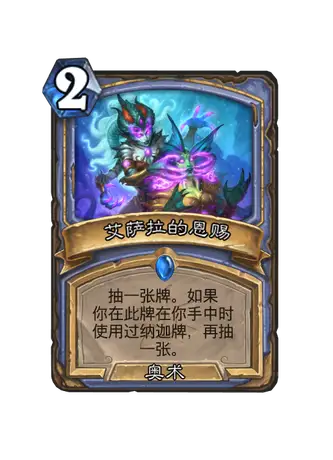 2
艾萨拉的恩赐
抽一张牌。如果
你在此牌在你手中时
使用过纳迦牌，再抽
一张。
奥术